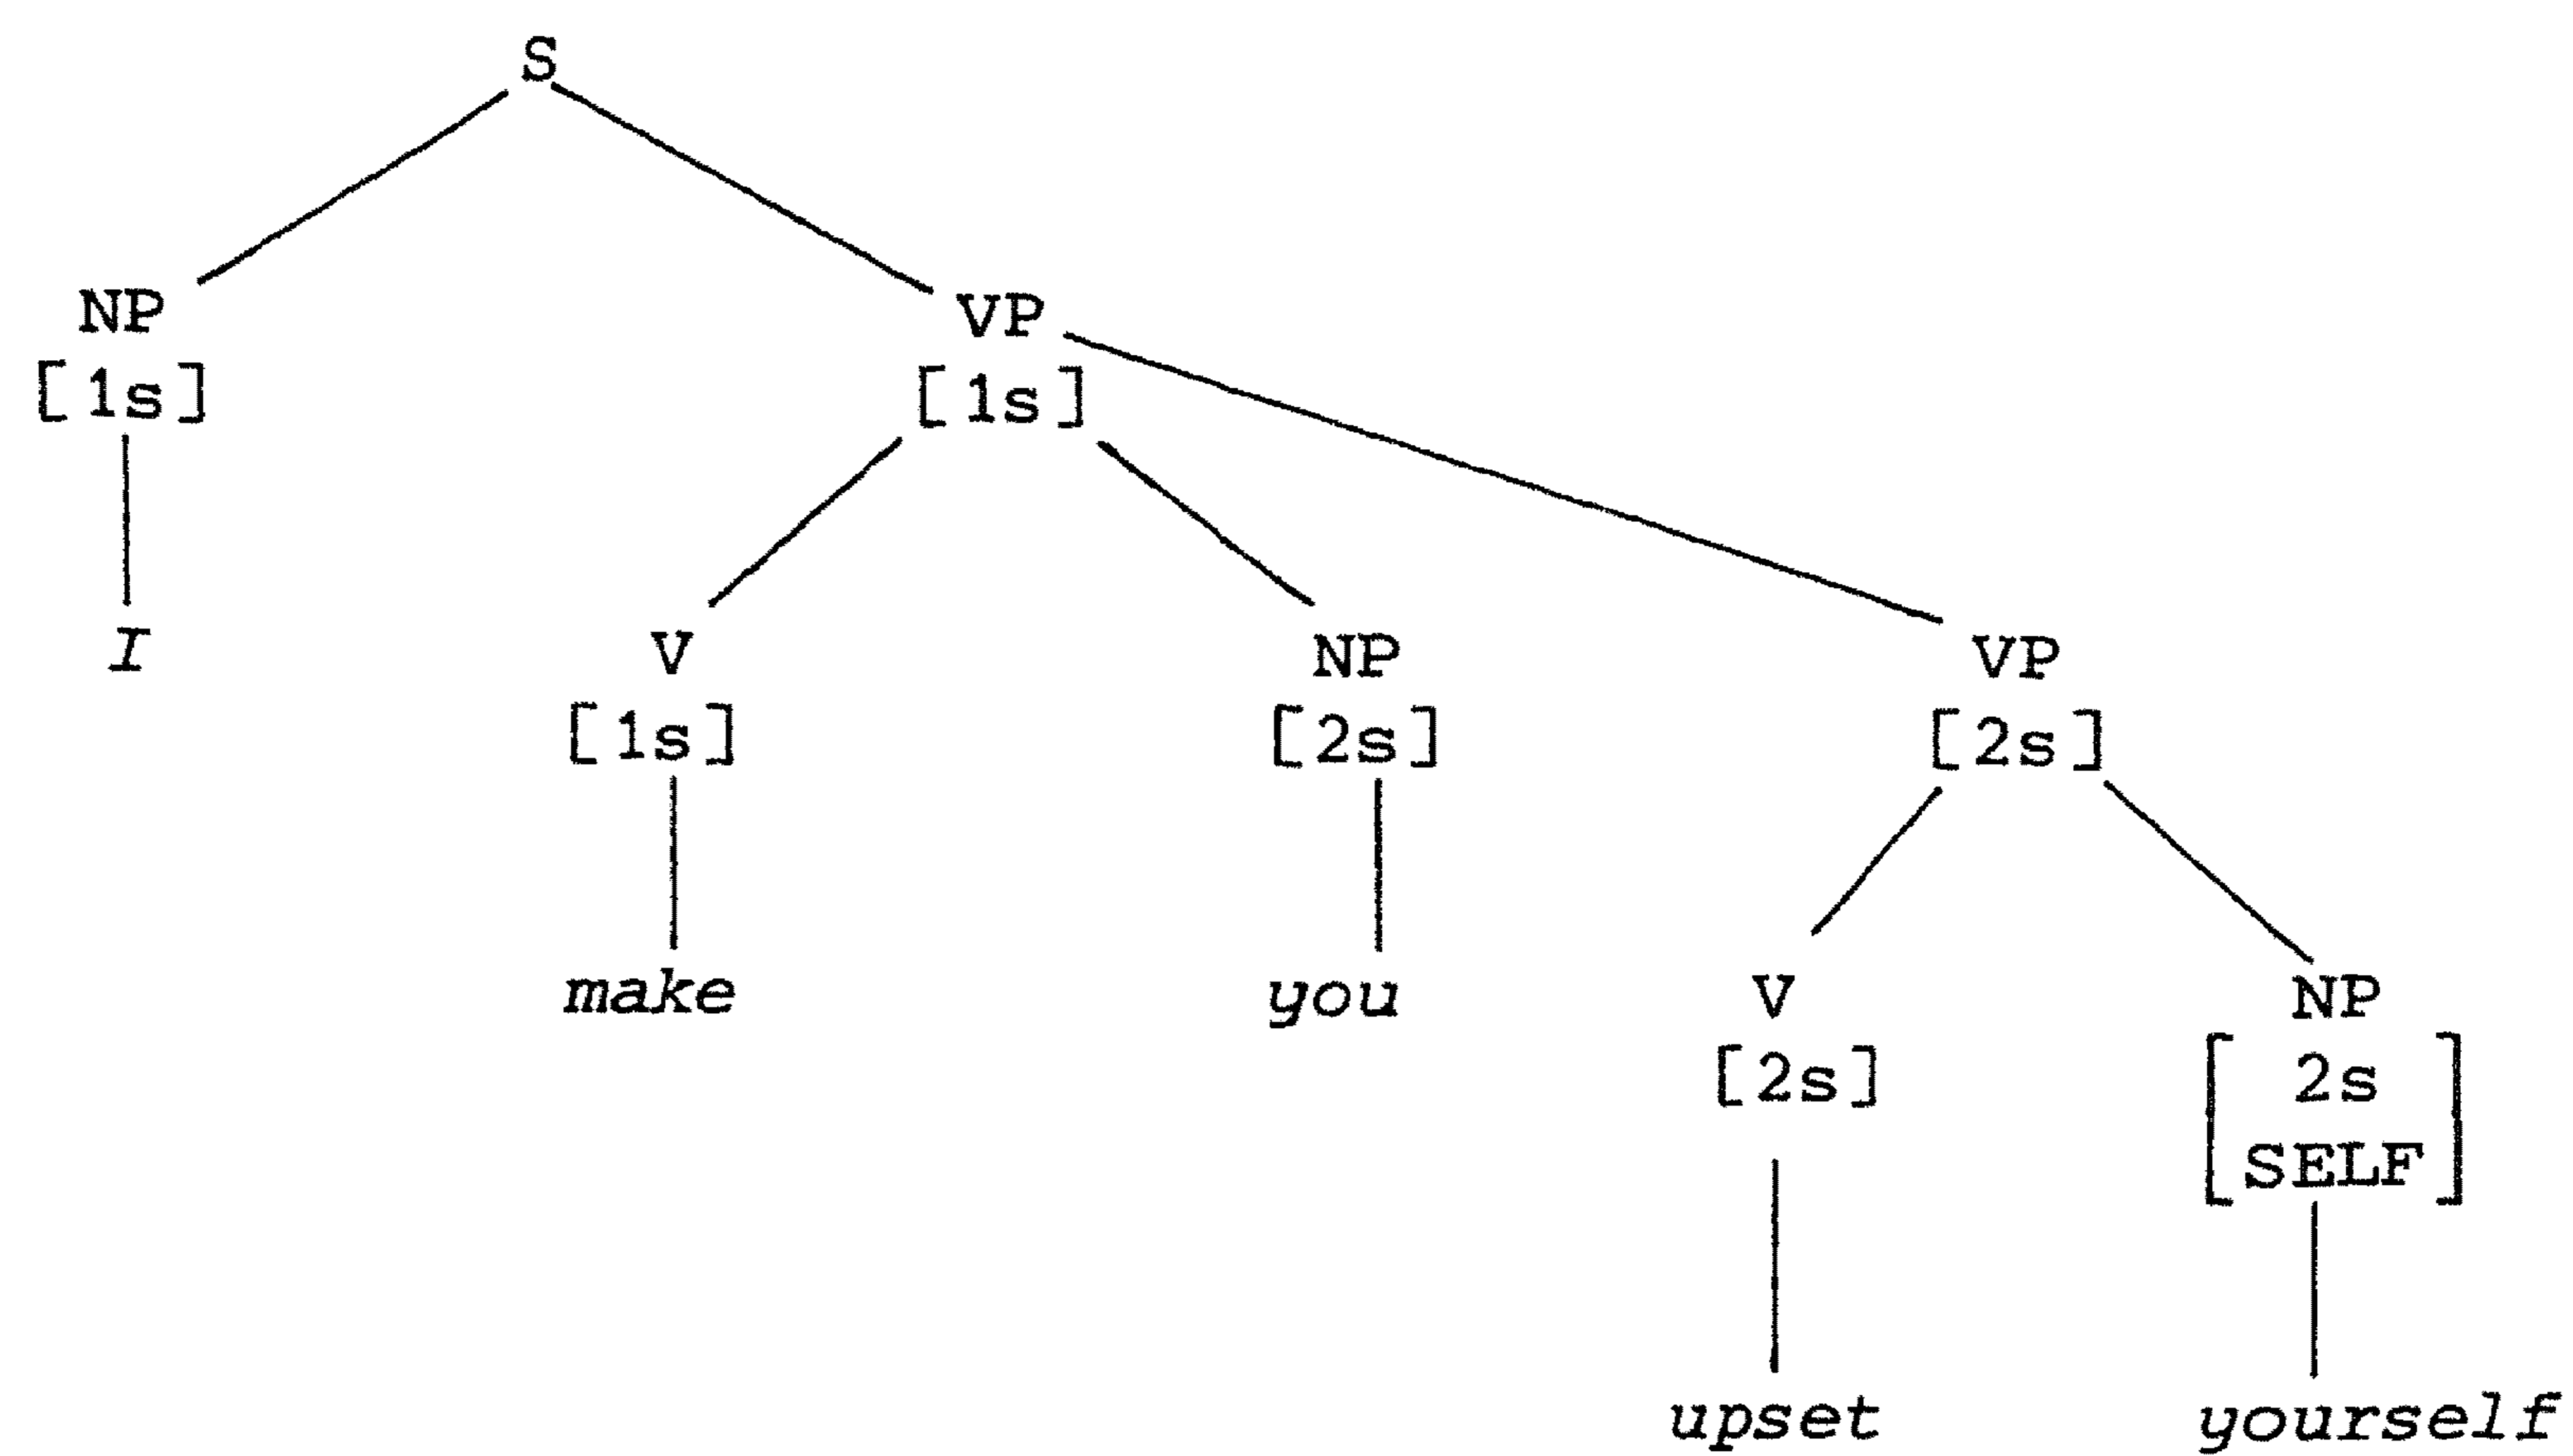 S
NP VP
[1s] [1s]
I V NP VP
[1s] [2s] [2s]
make you V NP
[2s] [2s
SELF]
upset yourself